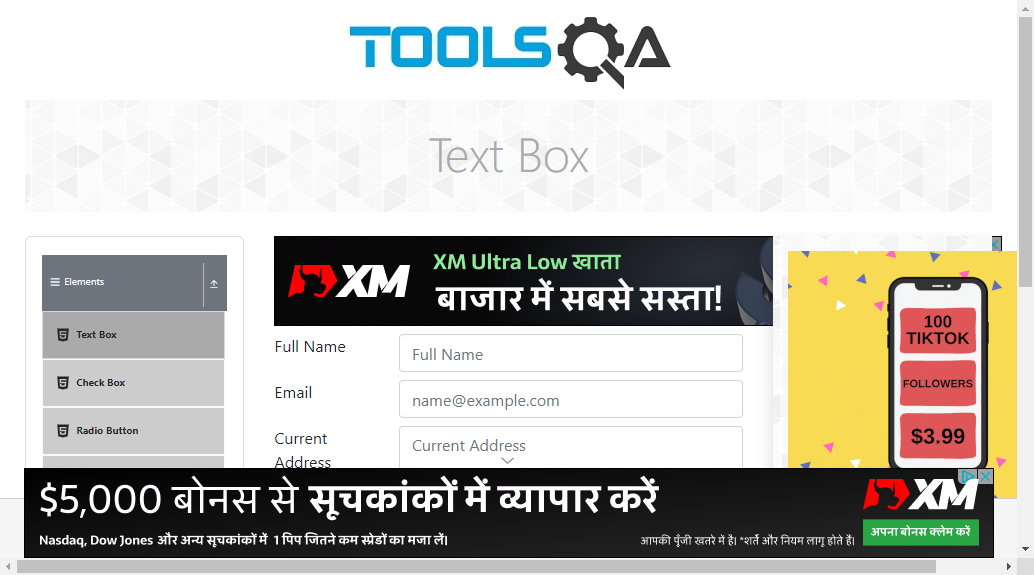 TOOLSQA
Text Box
Elements
Text Box
Check Box
Radio Button
XM
XM Ultra Low खाता
बाजार में सबसे सस्ता!
Full Name
Full Name
Email
name@example.com
Current
Address
Current Address
100
TIKTOK
FOLLOWERS
$3.99
$5,000 बोनस से सूचकांकों में व्यापार करें
Nasdaq, Dow Jones और अन्य सूचकांकों में 1 पिप जितने कम स्प्रेडों का मजा लें।
आपकी पूँजी खतरे में है। *शर्तें और नियम लागू होते हैं।
XM
अपना बोनस क्लेम करें